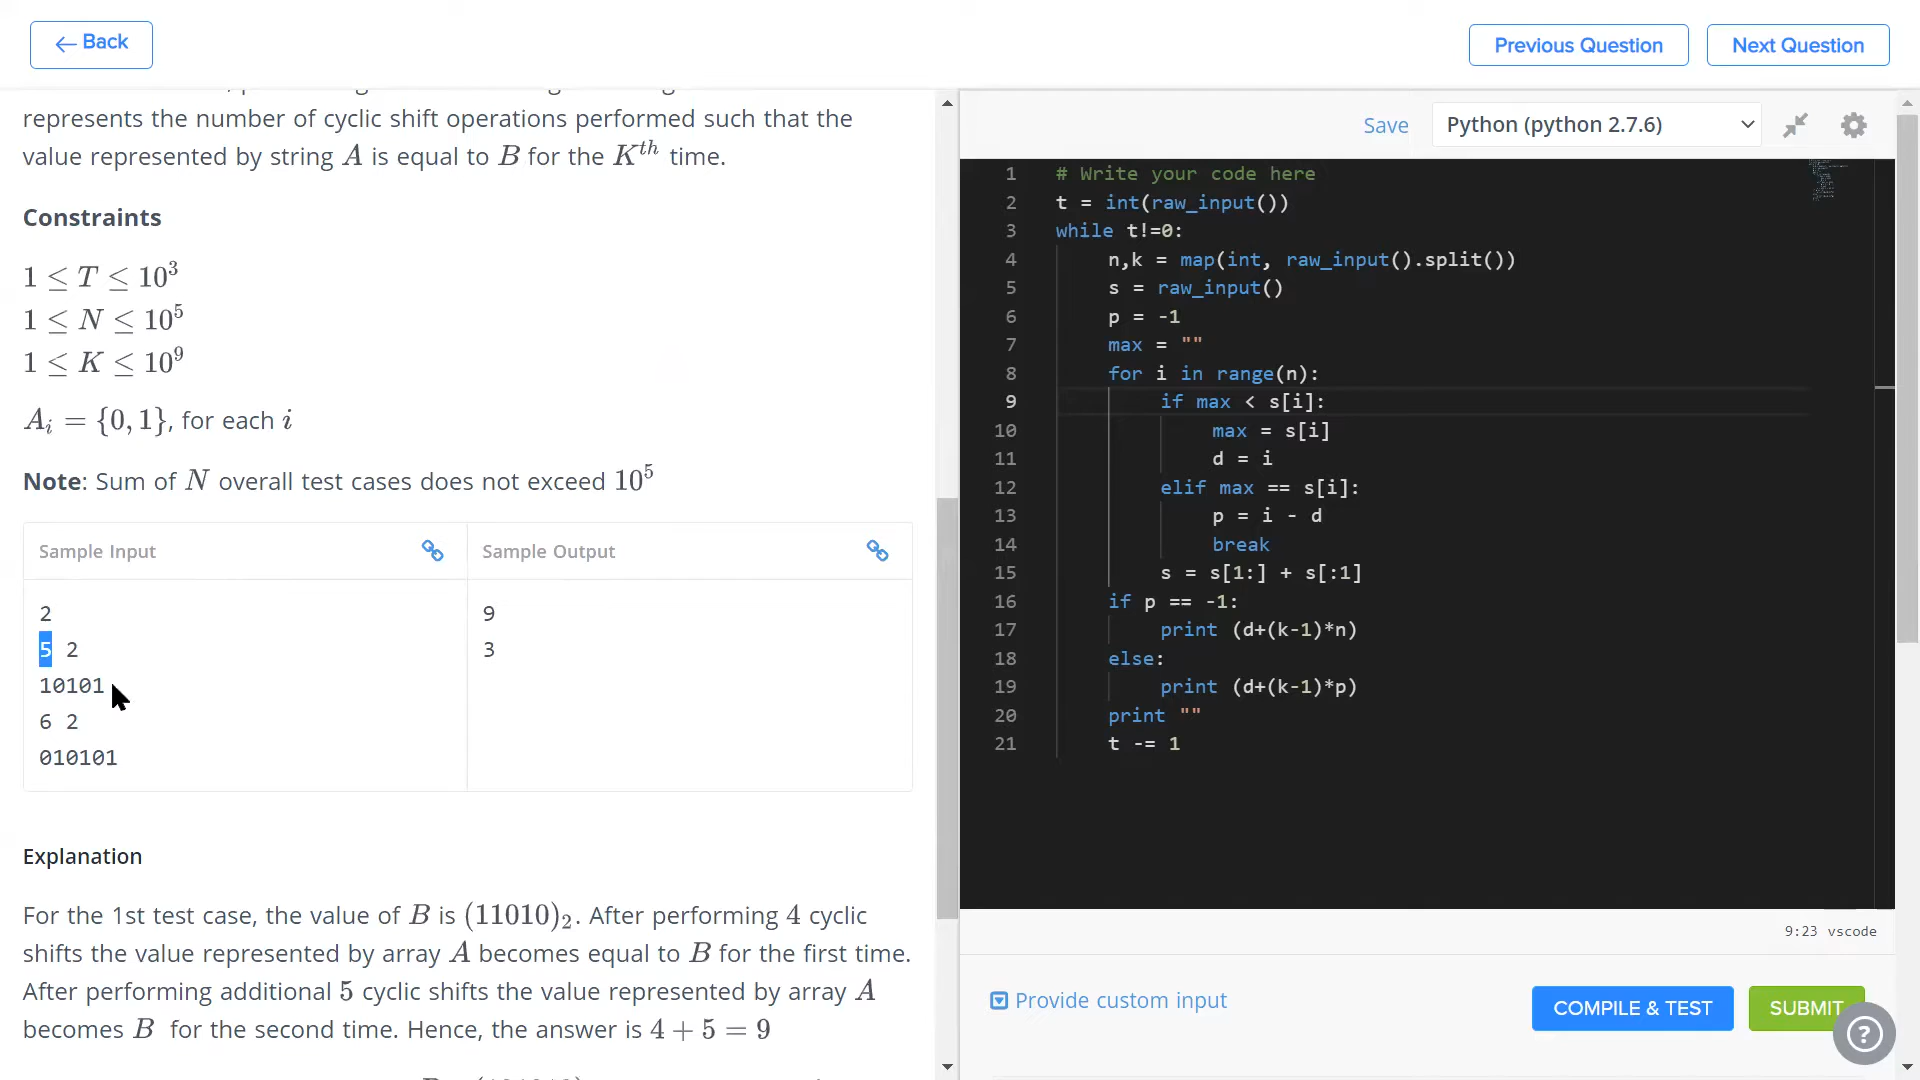 ← Back
Previous Question
Next Question
represents the number of cyclic shift operations performed such that the
value represented by string A is equal to B for the Kᵗʰ time.
Constraints
1 ≤ T ≤ 10³
1 ≤ N ≤ 10⁵
1 ≤ K ≤ 10⁹
Aᵢ = {0, 1}, for each i
Note: Sum of N overall test cases does not exceed 10⁵
Sample Input
Sample Output
2
5 2
10101
6 2
010101
9
3
Explanation
For the 1st test case, the value of B is (11010)₂. After performing 4 cyclic
shifts the value represented by array A becomes equal to B for the first time.
After performing additional 5 cyclic shifts the value represented by array A
becomes B for the second time. Hence, the answer is 4 + 5 = 9
Save
Python (python 2.7.6)
1 # Write your code here
2 t = int(raw_input())
3 while t!=0:
4     n,k = map(int, raw_input().split())
5     s = raw_input()
6     p = -1
7     max = ""
8     for i in range(n):
9         if max < s[i]:
10             max = s[i]
11             d = i
12         elif max == s[i]:
13             p = i - d
14             break
15         s = s[1:] + s[:1]
16     if p == -1:
17         print (d+(k-1)*n)
18     else:
19         print (d+(k-1)*p)
20     print ""
21     t -= 1
9:23 vscode
Provide custom input
COMPILE & TEST
SUBMIT
?